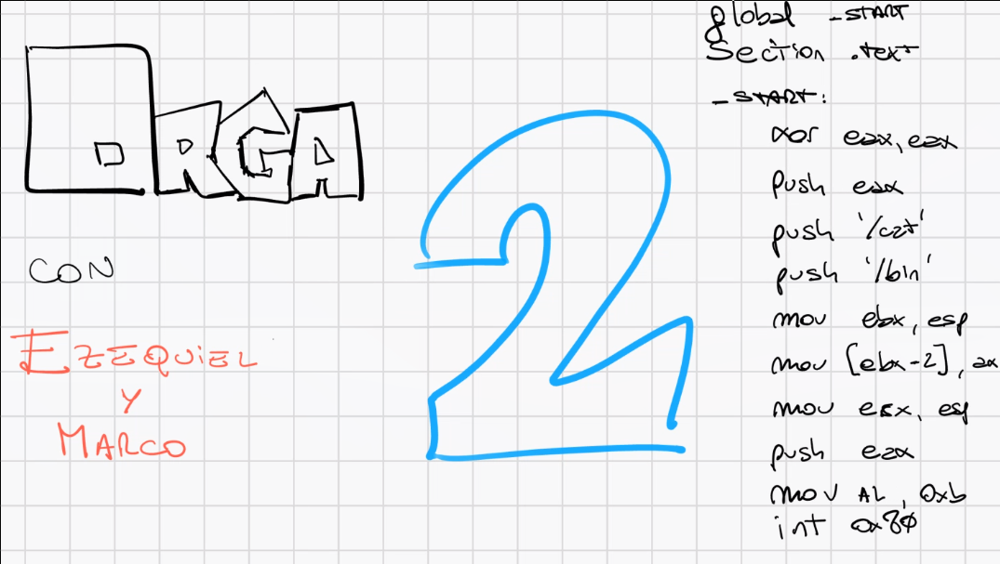 ORGA
2
CON
EZEQUIEL
Y
MARCO
global _START
Section .text
_START:
xor eax, eax
push eax
push '/cat'
push '/bin'
mov ebx, esp
mov [ebx-2], ax
mov ecx, esp
push eax
mov AL, 0xb
int 0x80